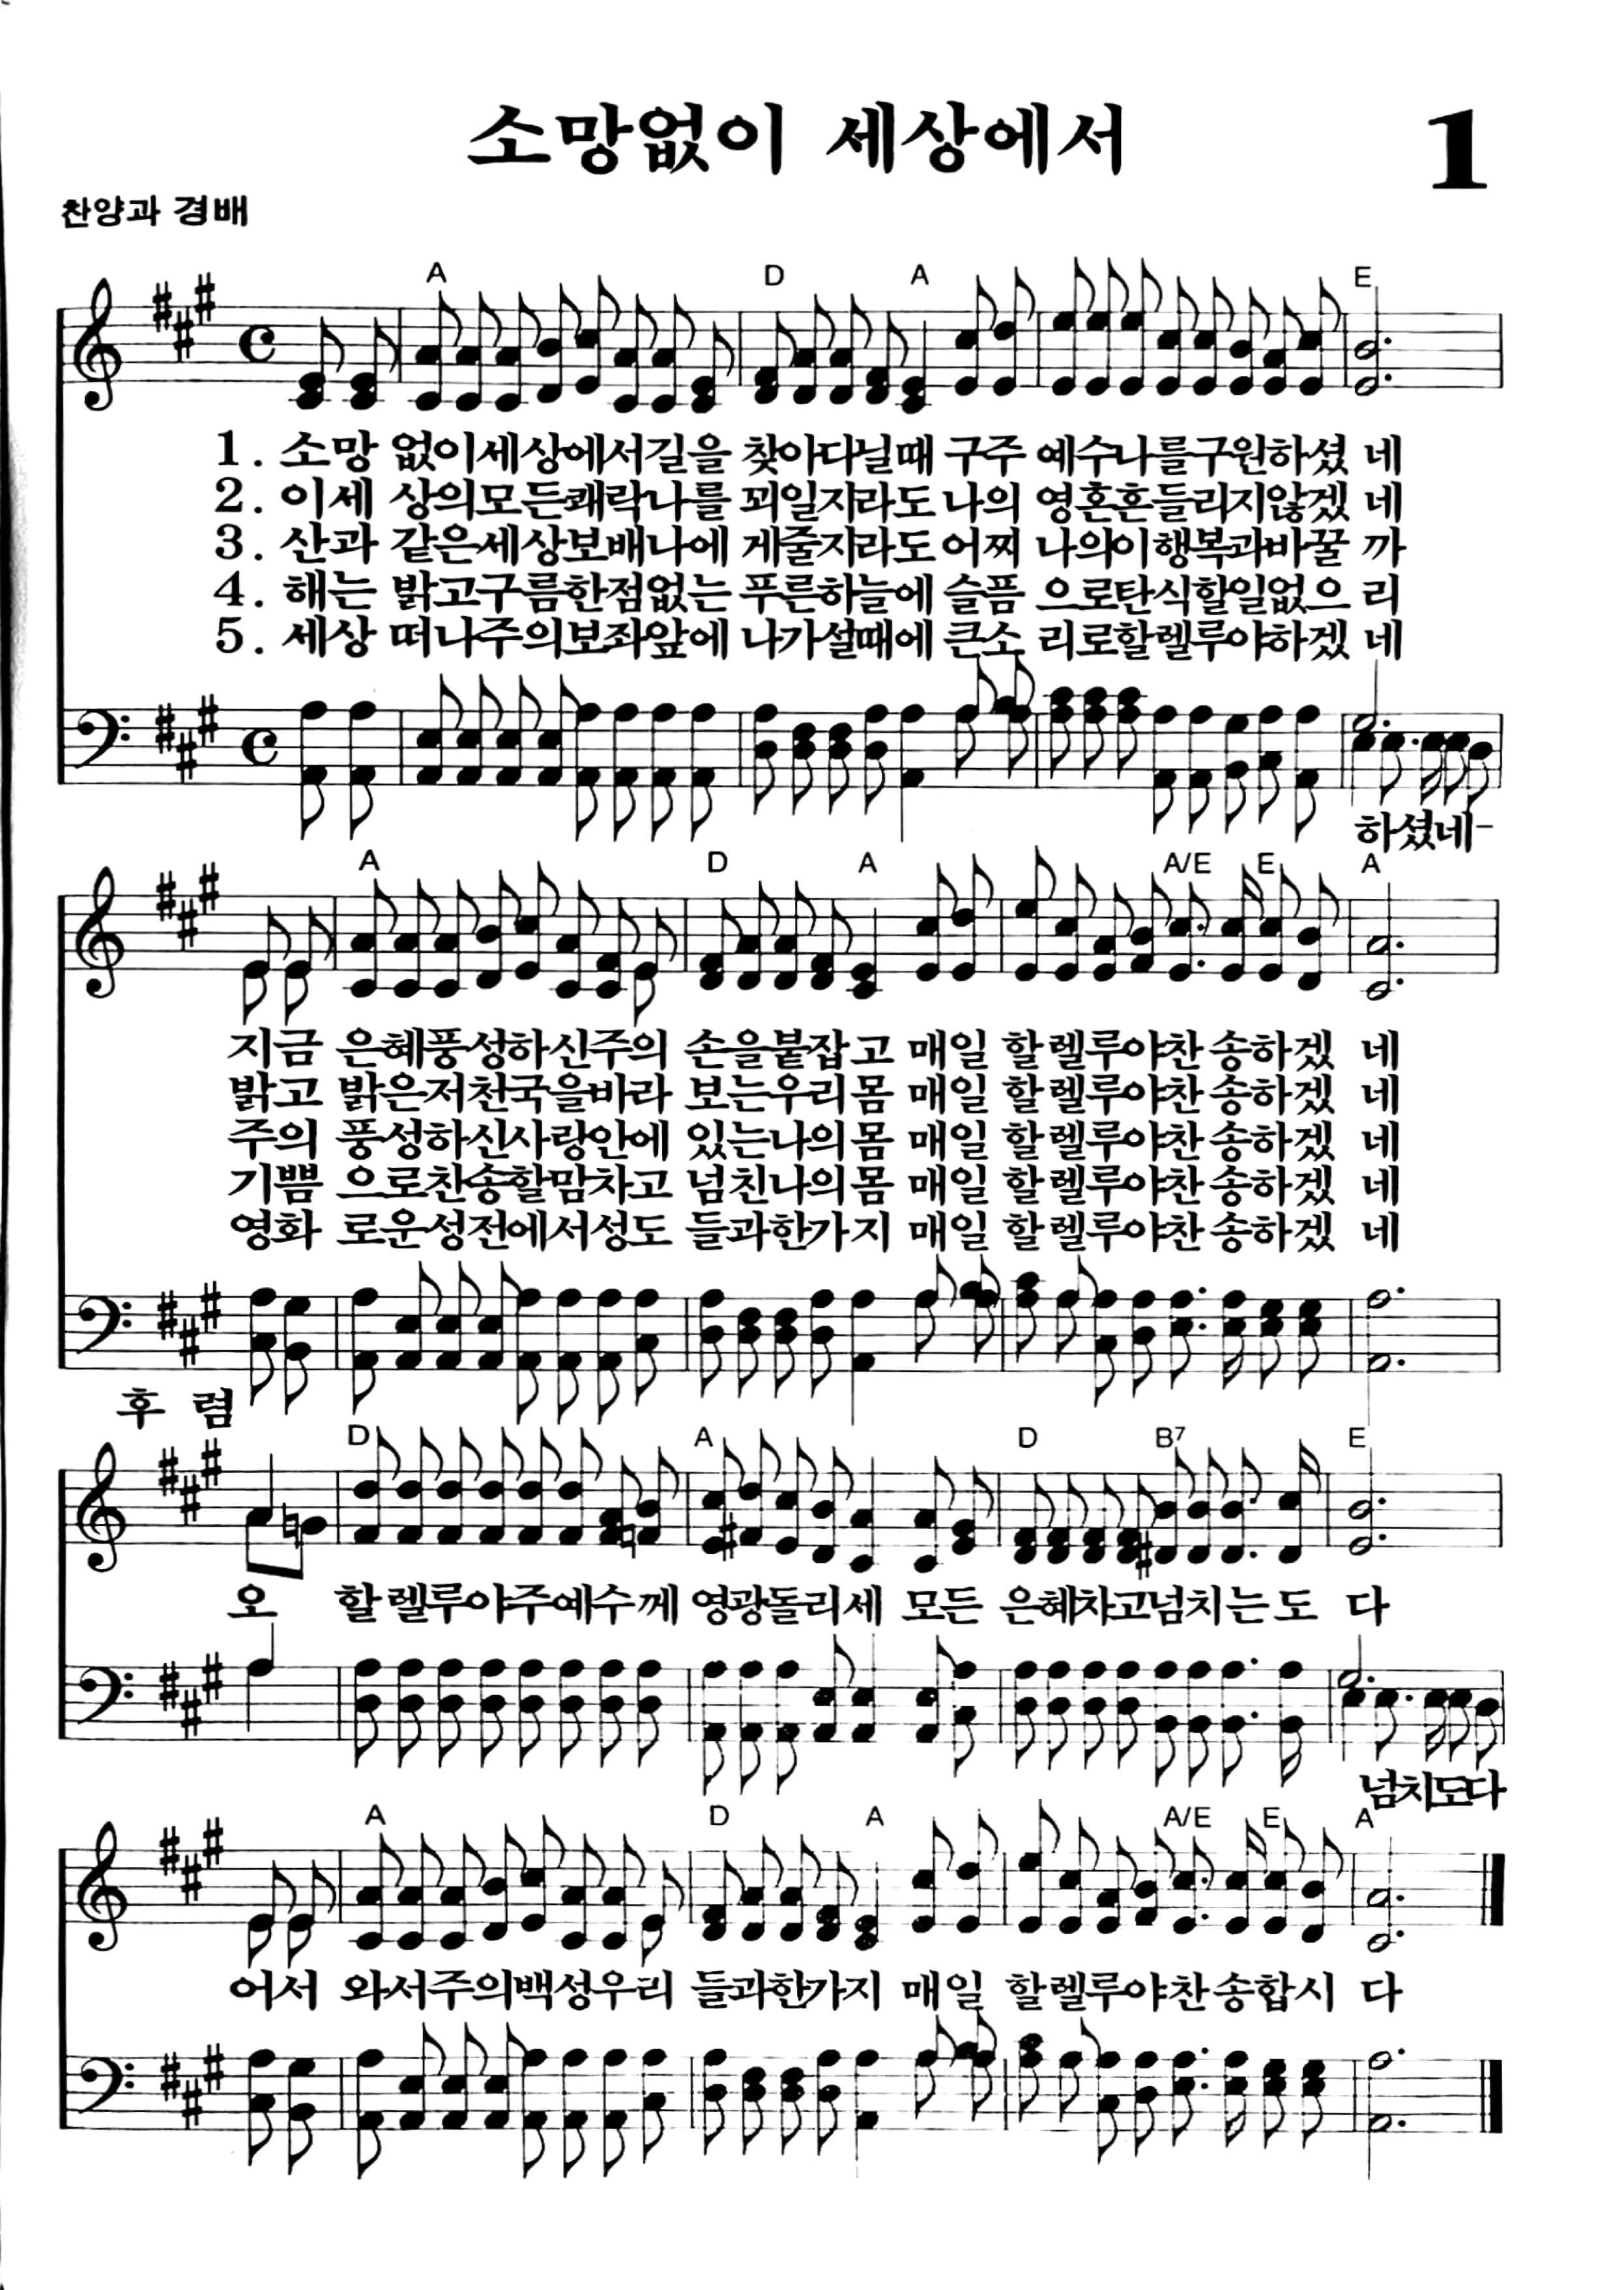 소망없이 세상에서
1
찬양과 경배
A D A E
1. 소망 없이세상에서길을 찾아다닐때 구주 예수나를구원하셨 네
2. 이세 상의모든쾌락나를 꾀일지라도 나의 영혼흔들리지않겠 네
3. 산과 같은세상보배나에 게줄지라도 어찌 나의이행복과바꿀 까
4. 해는 밝고구름한점없는 푸른하늘에 슬픔 으로탄식할일없으 리
5. 세상 떠나주의보좌앞에 나가설때에 큰소 리로할렐루야하겠 네
하셨네-
A D A A/E E A
지금 은혜풍성하신주의 손을붙잡고 매일 할렐루야찬송하겠 네
밝고 밝은저천국을바라 보는우리몸 매일 할렐루야찬송하겠 네
주의 풍성하신사랑안에 있는나의몸 매일 할렐루야찬송하겠 네
기쁨 으로찬송할맘차고 넘친나의몸 매일 할렐루야찬송하겠 네
영화 로운성전에서성도 들과한가지 매일 할렐루야찬송하겠 네
후 렴
D A D B7 E
오 할렐루야주예수께 영광돌리세 모든 은혜차고넘치는도 다
넘치도다
A D A A/E E A
어서 와서주의백성우리 들과한가지 매일 할렐루야찬송합시 다